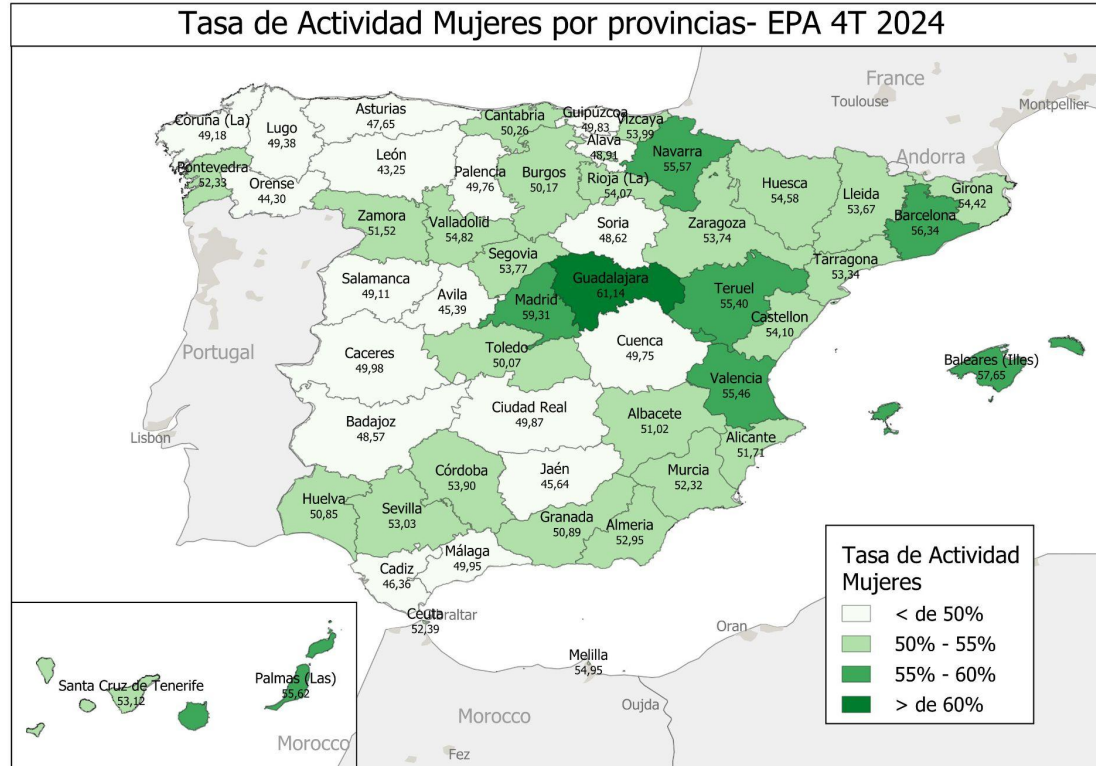 Tasa de Actividad Mujeres por provincias- EPA 4T 2024
France
Toulouse
Montpellier
Andorra
Coruña (La)
49,18
Lugo
49,38
Asturias
47,65
Cantabria
50,26
Guipúzcoa
49,83
Vizcaya
53,99
Alava
48,91
Navarra
55,57
Pontevedra
52,33
Orense
44,30
León
43,25
Palencia
49,76
Burgos
50,17
Rioja (La)
54,07
Huesca
54,58
Lleida
53,67
Girona
54,42
Barcelona
56,34
Zamora
51,52
Valladolid
54,82
Soria
48,62
Zaragoza
53,74
Tarragona
53,34
Segovia
53,77
Salamanca
49,11
Avila
45,39
Madrid
59,31
Guadalajara
61,14
Teruel
55,40
Castellon
54,10
Portugal
Caceres
49,98
Toledo
50,07
Cuenca
49,75
Valencia
55,46
Baleares (Illes)
57,65
Lisbon
Badajoz
48,57
Ciudad Real
49,87
Albacete
51,02
Alicante
51,71
Córdoba
53,90
Jaén
45,64
Murcia
52,32
Huelva
50,85
Sevilla
53,03
Granada
50,89
Almeria
52,95
Málaga
49,95
Cadiz
46,36
Gibraltar
Ceuta
52,39
Melilla
54,95
Oran
Oujda
Morocco
Fez
Santa Cruz de Tenerife
53,12
Palmas (Las)
55,62
Morocco
Tasa de Actividad
Mujeres
< de 50%
50% - 55%
55% - 60%
> de 60%